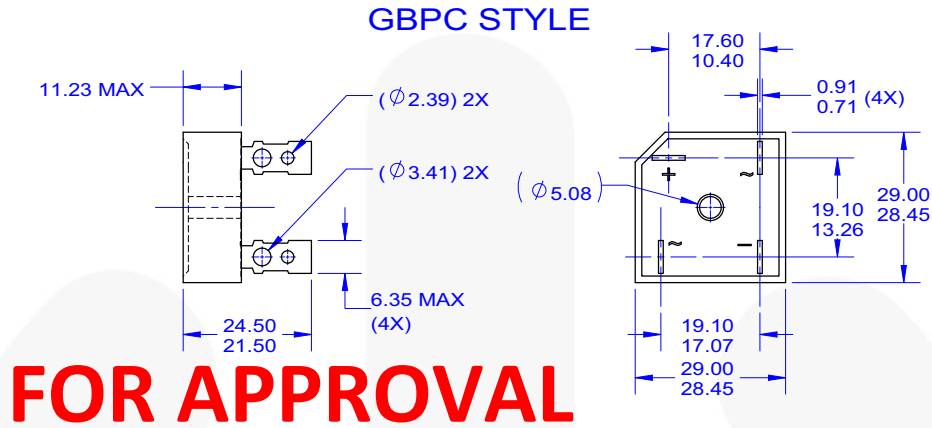 GBPC STYLE
11.23 MAX
(∅2.39) 2X
(∅3.41) 2X
6.35 MAX
(4X)
24.50
21.50
17.60
10.40
0.91
0.71 (4X)
(∅5.08)
+
~
~
−
19.10
13.26
29.00
28.45
19.10
17.07
29.00
28.45
FOR APPROVAL